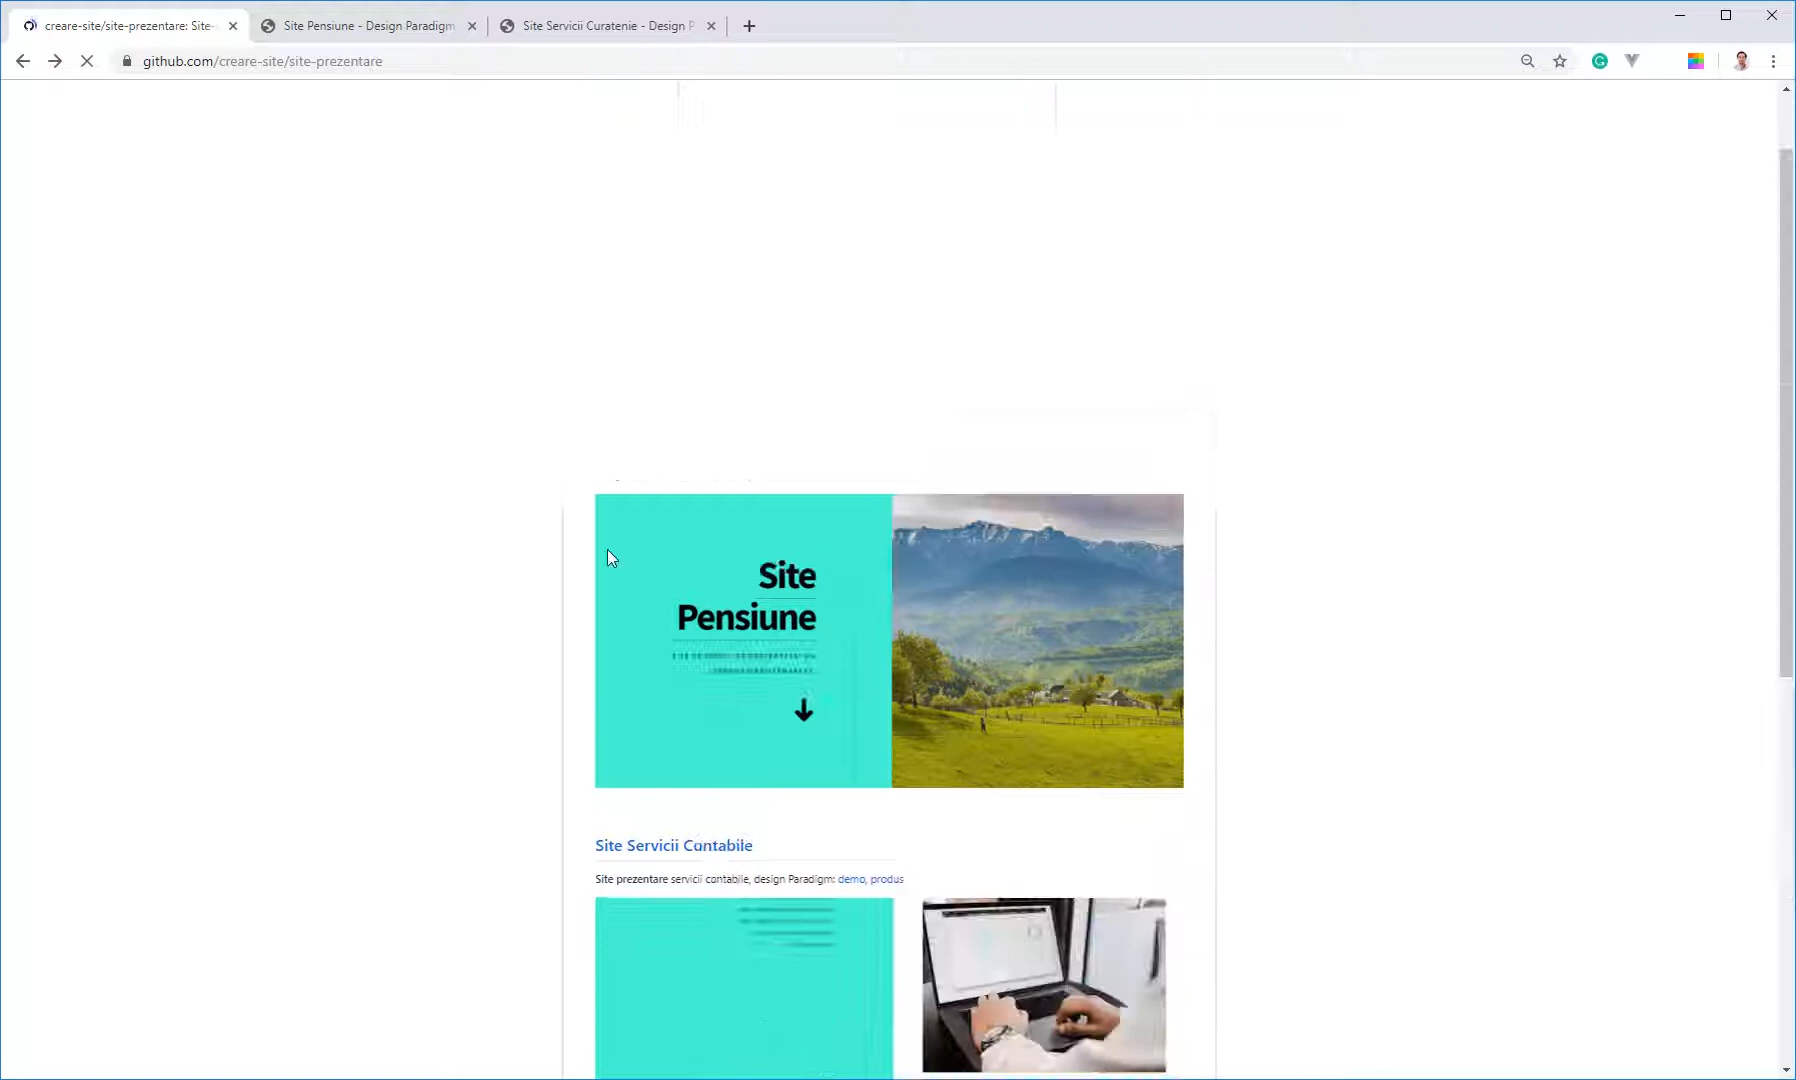 creare-site/site-prezentare: Site-
Site Pensiune - Design Paradigm
Site Servicii Curatenie - Design P
github.com/creare-site/site-prezentare
Site
Pensiune
Site Servicii Contabile
Site prezentare servicii contabile, design Paradigm: demo, produs